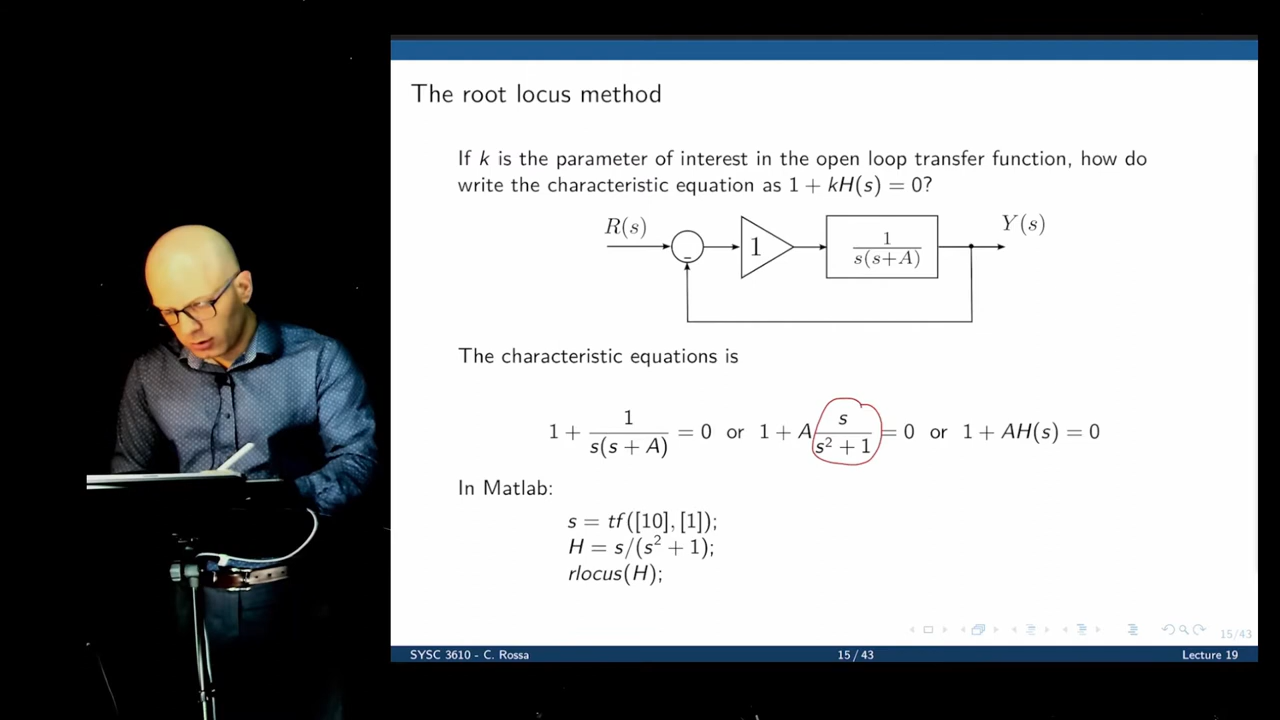 The root locus method
If k is the parameter of interest in the open loop transfer function, how do
write the characteristic equation as 1 + kH(s) = 0?
R(s) - 1 1/(s(s+A)) Y(s)
The characteristic equations is
1 + 1/(s(s + A)) = 0 or 1 + A s/(s² + 1) = 0 or 1 + AH(s) = 0
In Matlab:
s = tf([10],[1]);
H = s/(s² + 1);
rlocus(H);
15/43
SYSC 3610 - C. Rossa 15 / 43 Lecture 19